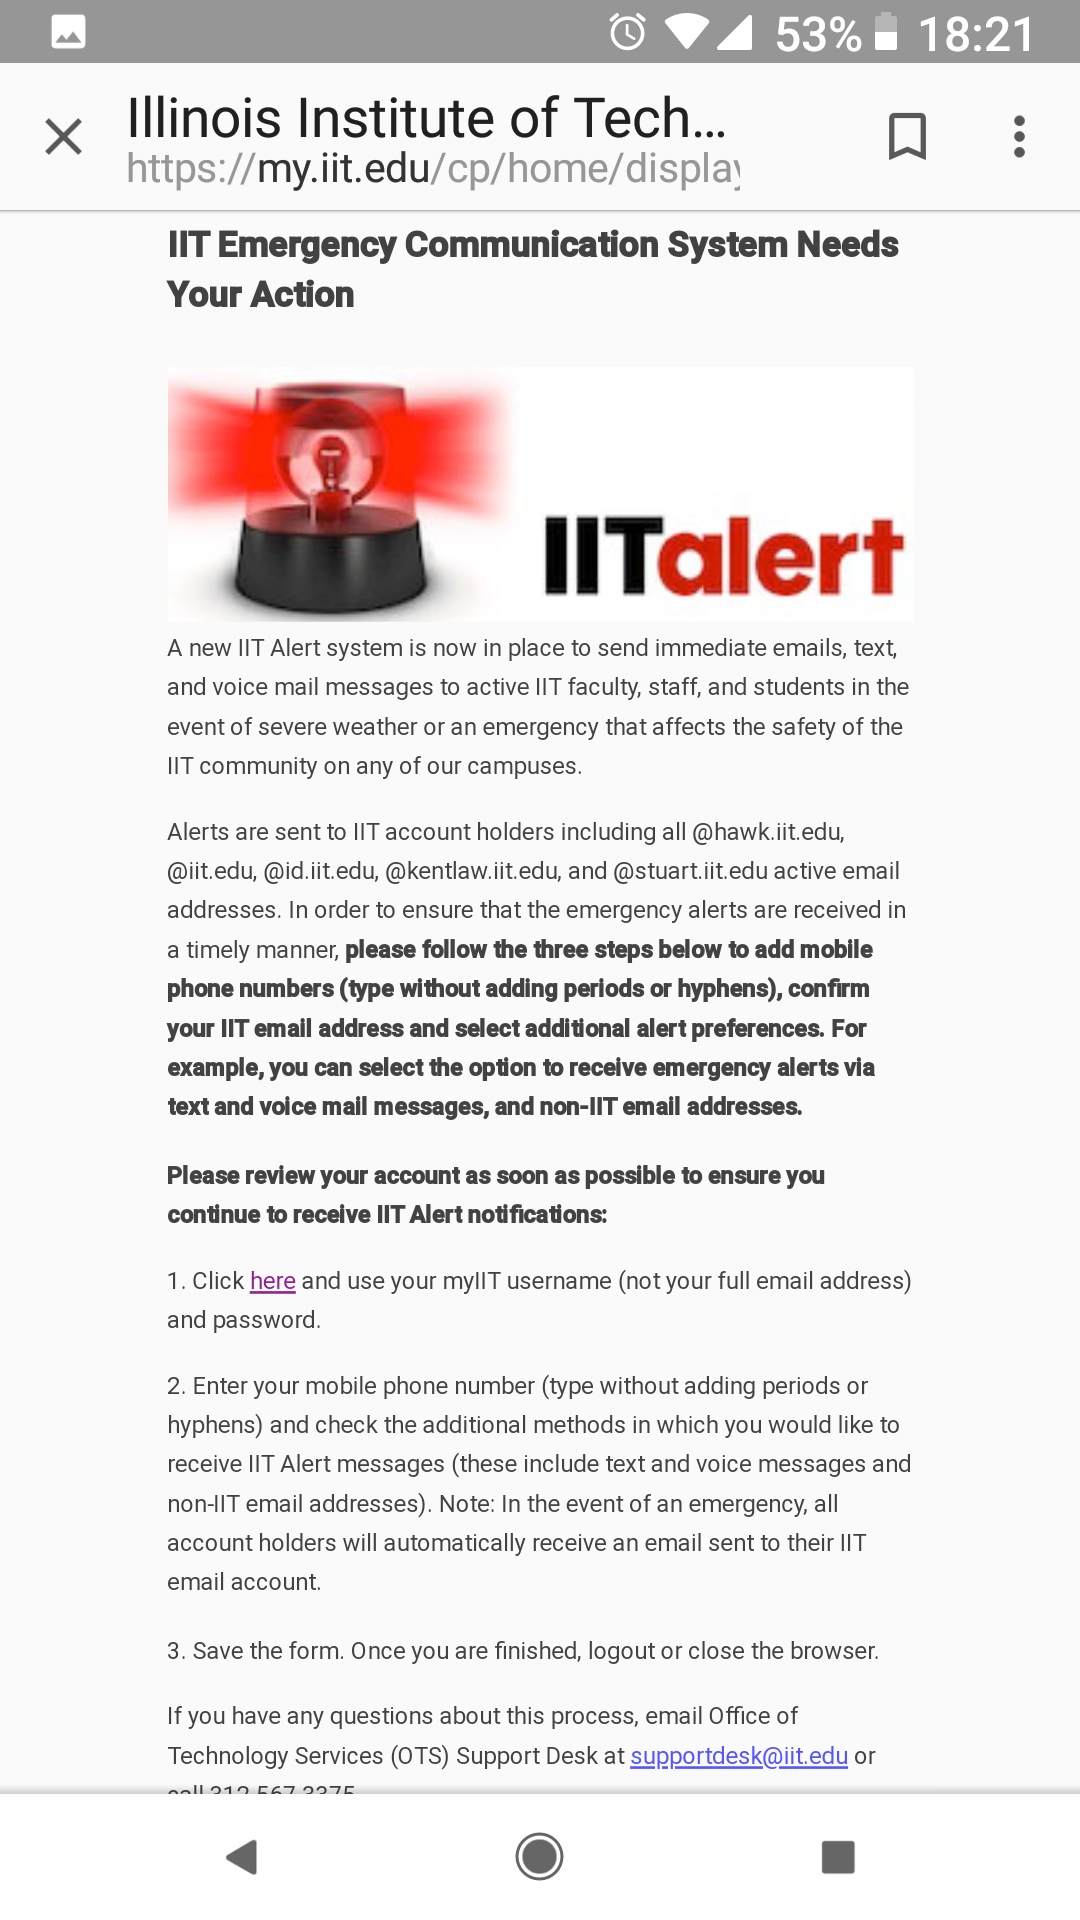 53% 18:21
Illinois Institute of Tech...
https://my.iit.edu/cp/home/display
IIT Emergency Communication System Needs
Your Action
IITalert
A new IIT Alert system is now in place to send immediate emails, text,
and voice mail messages to active IIT faculty, staff, and students in the
event of severe weather or an emergency that affects the safety of the
IIT community on any of our campuses.
Alerts are sent to IIT account holders including all @hawk.iit.edu,
@iit.edu, @id.iit.edu, @kentlaw.iit.edu, and @stuart.iit.edu active email
addresses. In order to ensure that the emergency alerts are received in
a timely manner, please follow the three steps below to add mobile
phone numbers (type without adding periods or hyphens), confirm
your IIT email address and select additional alert preferences. For
example, you can select the option to receive emergency alerts via
text and voice mail messages, and non-IIT email addresses.
Please review your account as soon as possible to ensure you
continue to receive IIT Alert notifications:
1. Click here and use your myIIT username (not your full email address)
and password.
2. Enter your mobile phone number (type without adding periods or
hyphens) and check the additional methods in which you would like to
receive IIT Alert messages (these include text and voice messages and
non-IIT email addresses). Note: In the event of an emergency, all
account holders will automatically receive an email sent to their IIT
email account.
3. Save the form. Once you are finished, logout or close the browser.
If you have any questions about this process, email Office of
Technology Services (OTS) Support Desk at supportdesk@iit.edu or
call 312.567.3375